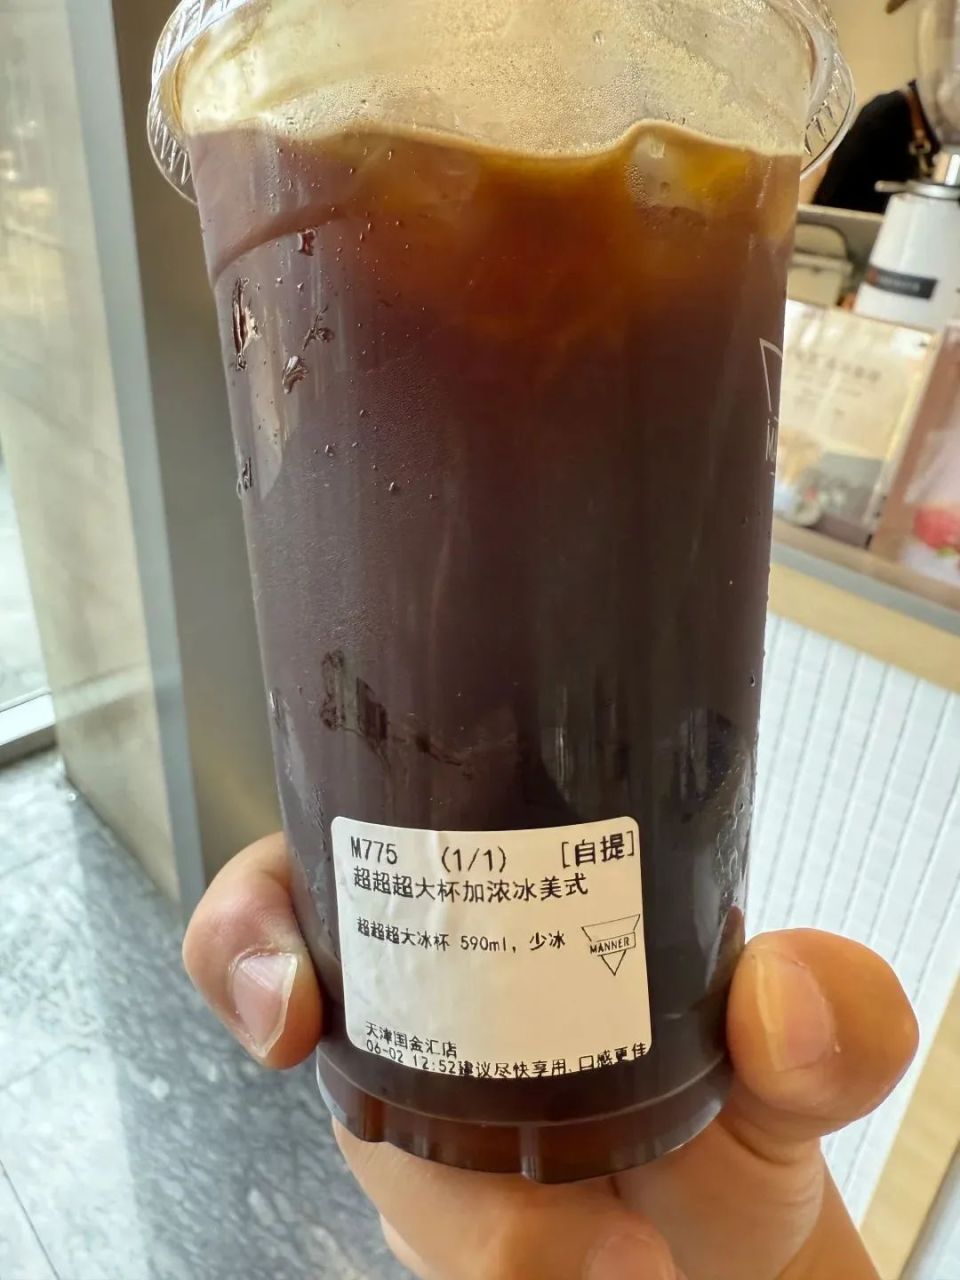 M775 (1/1) [自提]
超超超大杯加浓冰美式
超超超大冰杯 590ml, 少冰
MANNER
天津国金汇店
06-02 12:52建议尽快享用,口感更佳